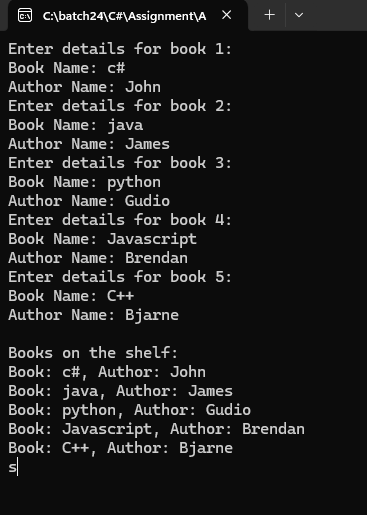 C:\batch24\C#\Assignment\A
Enter details for book 1:
Book Name: c#
Author Name: John
Enter details for book 2:
Book Name: java
Author Name: James
Enter details for book 3:
Book Name: python
Author Name: Gudio
Enter details for book 4:
Book Name: Javascript
Author Name: Brendan
Enter details for book 5:
Book Name: C++
Author Name: Bjarne

Books on the shelf:
Book: c#, Author: John
Book: java, Author: James
Book: python, Author: Gudio
Book: Javascript, Author: Brendan
Book: C++, Author: Bjarne
s